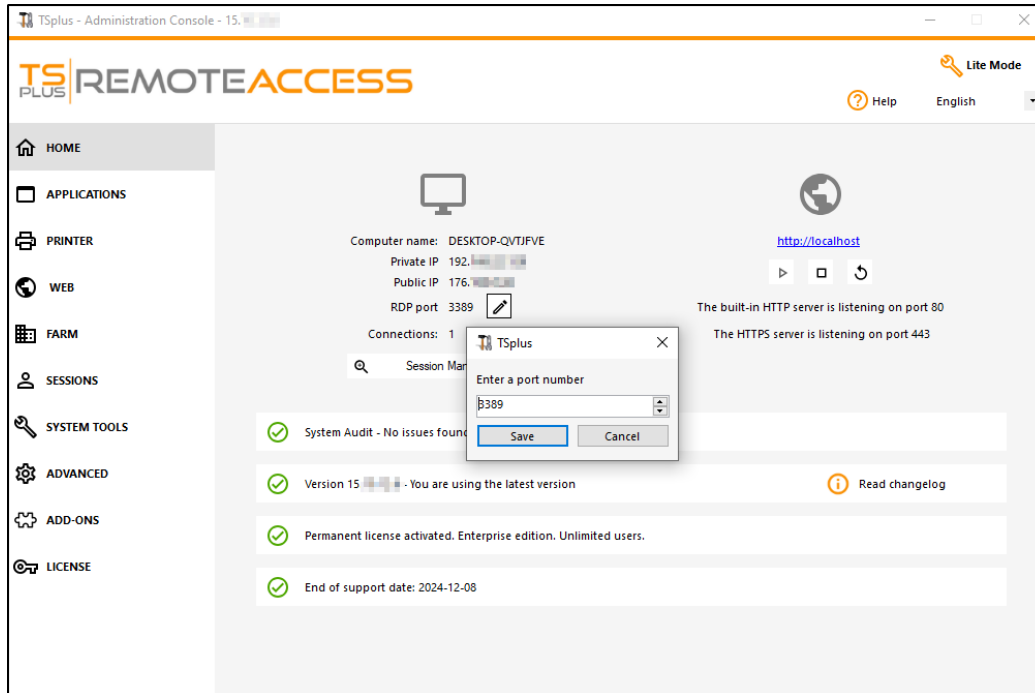 TSplus - Administration Console - 15.
TS PLUS REMOTEACCESS
Lite Mode
Help
English
HOME
APPLICATIONS
PRINTER
WEB
FARM
SESSIONS
SYSTEM TOOLS
ADVANCED
ADD-ONS
LICENSE
Computer name: DESKTOP-QVTJFVE
Private IP 192.
Public IP 176.
RDP port 3389
Connections: 1
Session Man
http://localhost
The built-in HTTP server is listening on port 80
The HTTPS server is listening on port 443
TSplus
Enter a port number
3389
Save
Cancel
System Audit - No issues found
Version 15 - You are using the latest version
Read changelog
Permanent license activated. Enterprise edition. Unlimited users.
End of support date: 2024-12-08